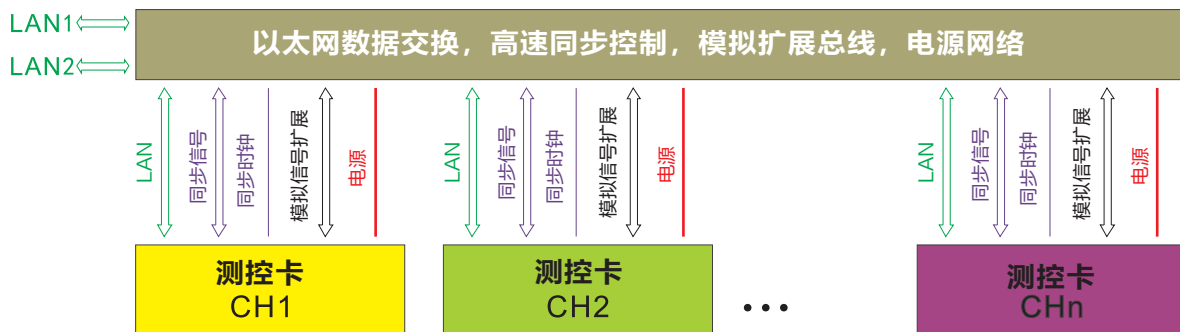 LAN1
LAN2
以太网数据交换，高速同步控制，模拟扩展总线，电源网络
LAN
同步信号
同步时钟
模拟信号扩展
电源
LAN
同步信号
同步时钟
模拟信号扩展
电源
LAN
同步信号
同步时钟
模拟信号扩展
电源
测控卡
CH1
测控卡
CH2
•••
测控卡
CHn